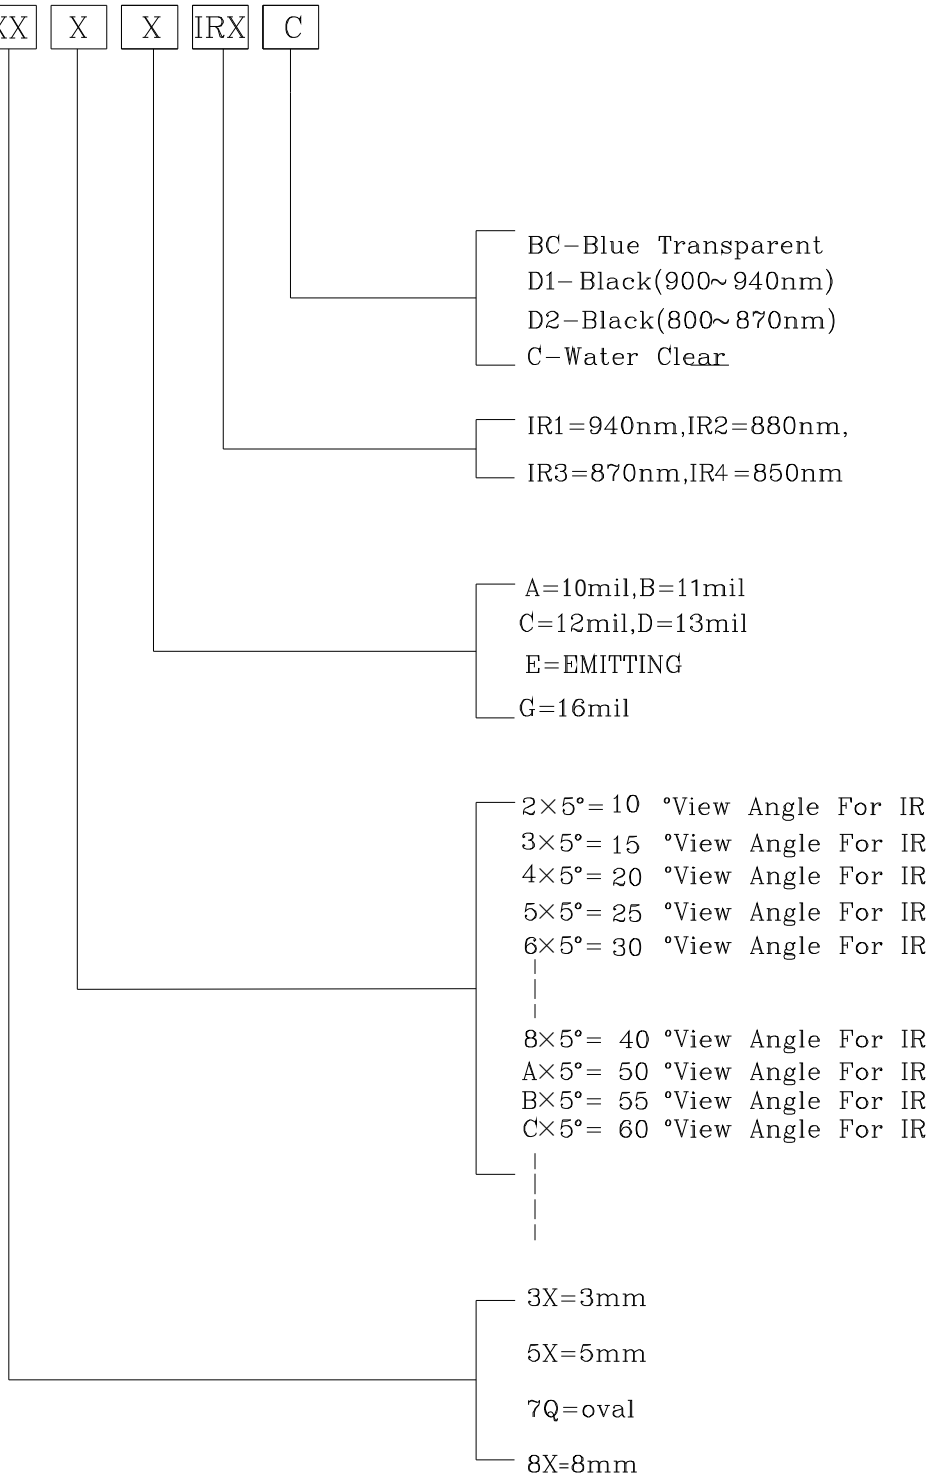 XX X X IRX C
BC-Blue Transparent
D1-Black(900~940nm)
D2-Black(800~870nm)
C-Water Clear
IR1=940nm,IR2=880nm,
IR3=870nm,IR4=850nm
A=10mil,B=11mil
C=12mil,D=13mil
E=EMITTING
G=16mil
2×5°= 10 °View Angle For IR
3×5°= 15 °View Angle For IR
4×5°= 20 °View Angle For IR
5×5°= 25 °View Angle For IR
6×5°= 30 °View Angle For IR
8×5°= 40 °View Angle For IR
A×5°= 50 °View Angle For IR
B×5°= 55 °View Angle For IR
C×5°= 60 °View Angle For IR
3X=3mm
5X=5mm
7Q=oval
8X=8mm